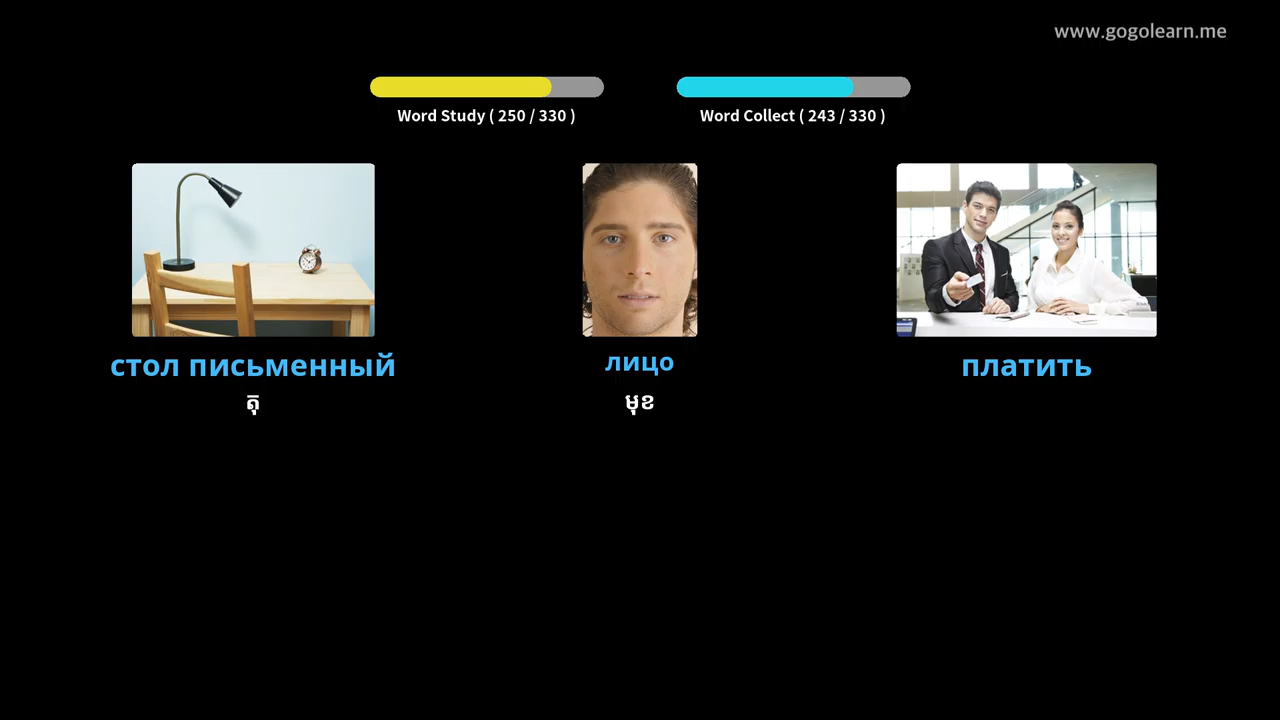 www.gogolearn.me
Word Study ( 250 / 330 )
Word Collect ( 243 / 330 )
стол письменный
лицо
платить
តុ
មុខ